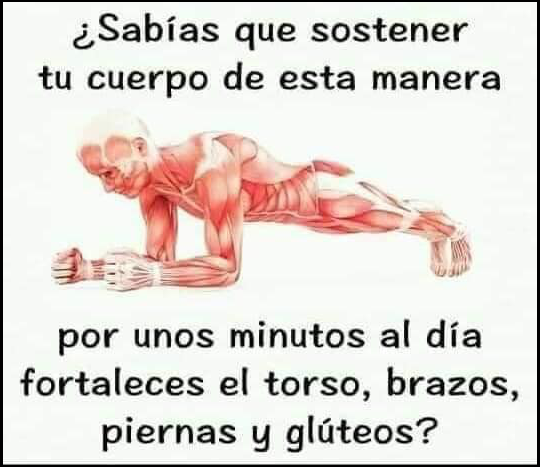 ¿Sabías que sostener
tu cuerpo de esta manera
por unos minutos al día
fortaleces el torso, brazos,
piernas y glúteos?